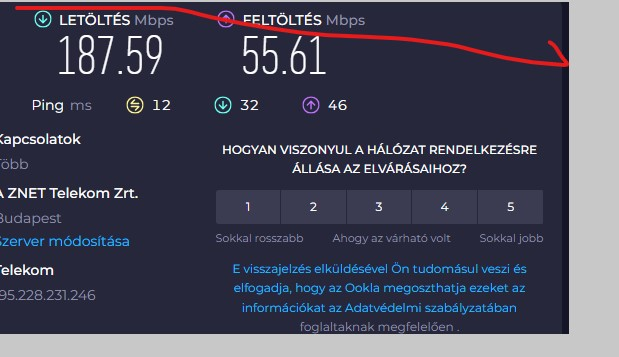 LETÖLTÉS Mbps FELTÖLTÉS Mbps
187.59 55.61
Ping ms 12 32 46
Kapcsolatok
Több
HOGYAN VISZONYUL A HÁLÓZAT RENDELKEZÉSRE
ÁLLÁSA AZ ELVÁRÁSAIHOZ?
A ZNET Telekom Zrt.
Budapest
Szerver módosítása
Telekom
95.228.231.246
1 2 3 4 5
Sokkal rosszabb Ahogy az várható volt Sokkal jobb
E visszajelzés elküldésével Ön tudomásul veszi és
elfogadja, hogy az Ookla megoszthatja ezeket az
információkat az Adatvédelmi szabályzatában
foglaltaknak megfelelően .